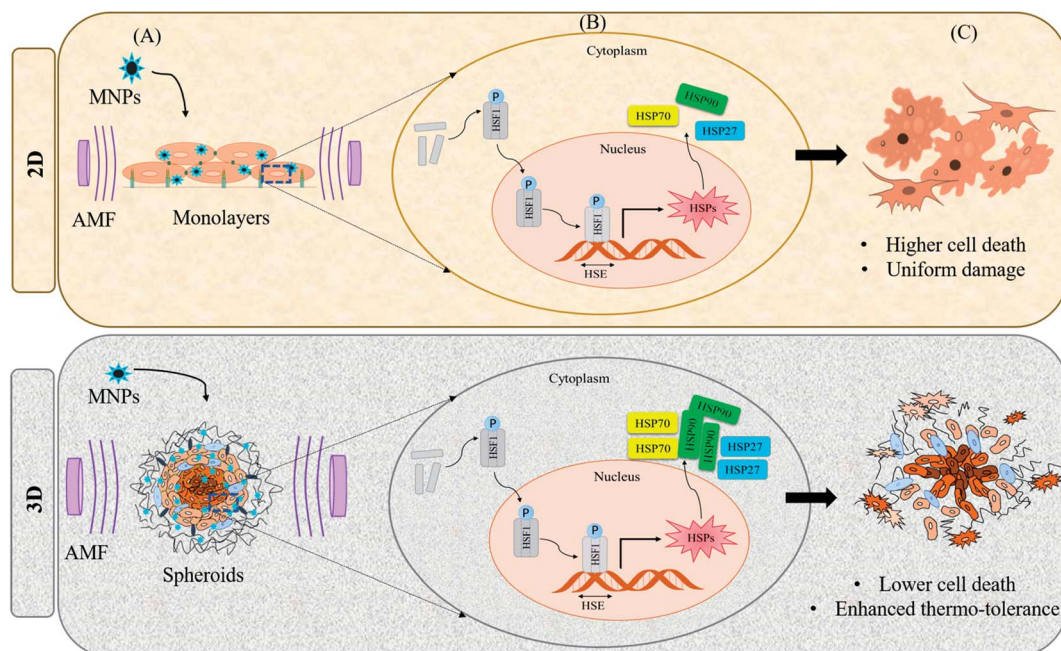 2D
(A)
(B)
(C)
MNPs
AMF
Monolayers
Cytoplasm
P
HSF1
HSP70
HSP90
HSP27
Nucleus
P
HSF1
P
HSF1
HSPs
HSE
• Higher cell death
• Uniform damage
3D
MNPs
AMF
Spheroids
Cytoplasm
P
HSF1
HSP70
HSP70
HSP90
HSP90
HSP90
HSP27
HSP27
Nucleus
P
HSF1
P
HSF1
HSPs
HSE
• Lower cell death
• Enhanced thermo-tolerance